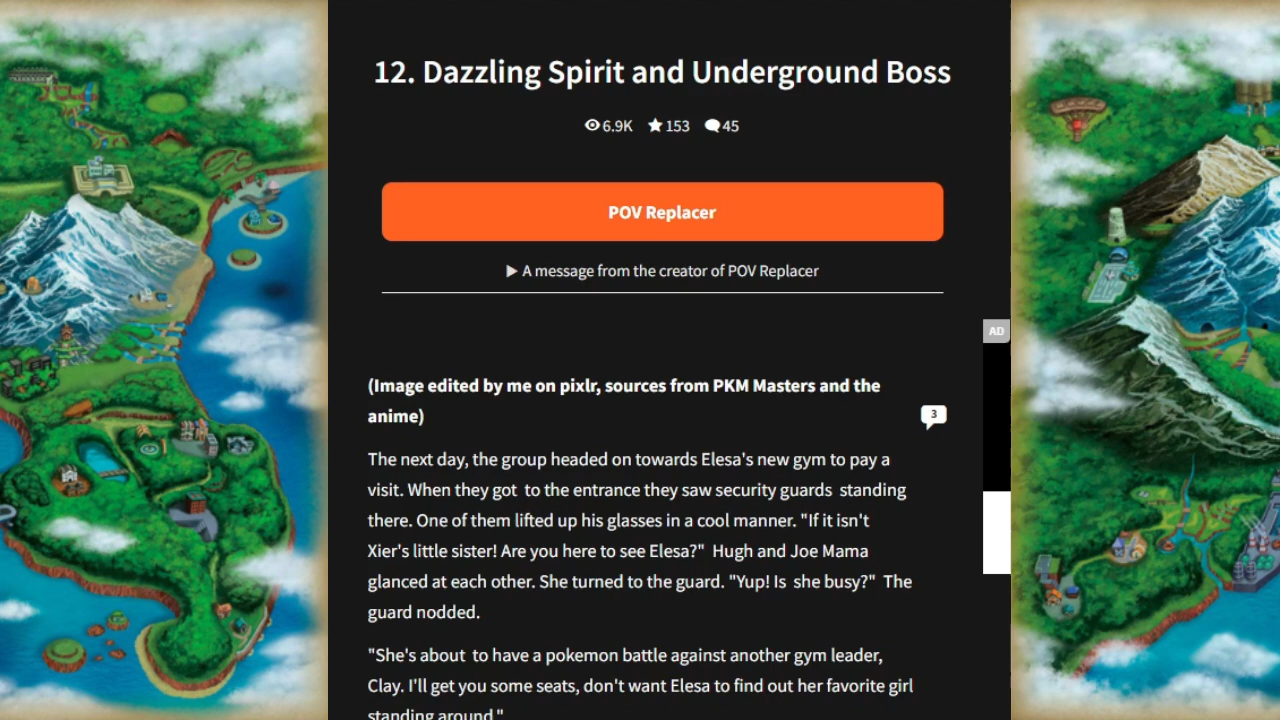 12. Dazzling Spirit and Underground Boss
6.9K 153 45
POV Replacer
▶ A message from the creator of POV Replacer
AD
(Image edited by me on pixlr, sources from PKM Masters and the
anime)
3
The next day, the group headed on towards Elesa's new gym to pay a
visit. When they got to the entrance they saw security guards standing
there. One of them lifted up his glasses in a cool manner. "If it isn't
Xier's little sister! Are you here to see Elesa?" Hugh and Joe Mama
glanced at each other. She turned to the guard. "Yup! Is she busy?" The
guard nodded.
"She's about to have a pokemon battle against another gym leader,
Clay. I'll get you some seats, don't want Elesa to find out her favorite girl
standing around."